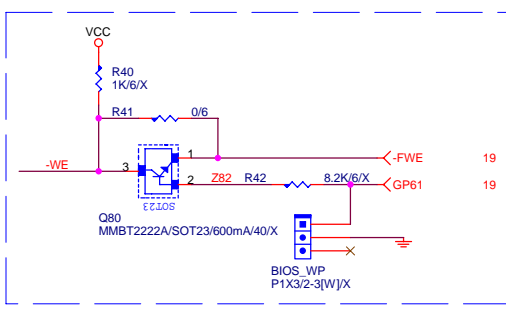 VCC
R40
1K/6/X
R41 0/6
-WE 3 1 -FWE 19
2 Z82 R42 8.2K/6/X GP61 19
SOT23
Q80
MMBT2222A/SOT23/600mA/40/X
BIOS_WP
P1X3/2-3[W]/X